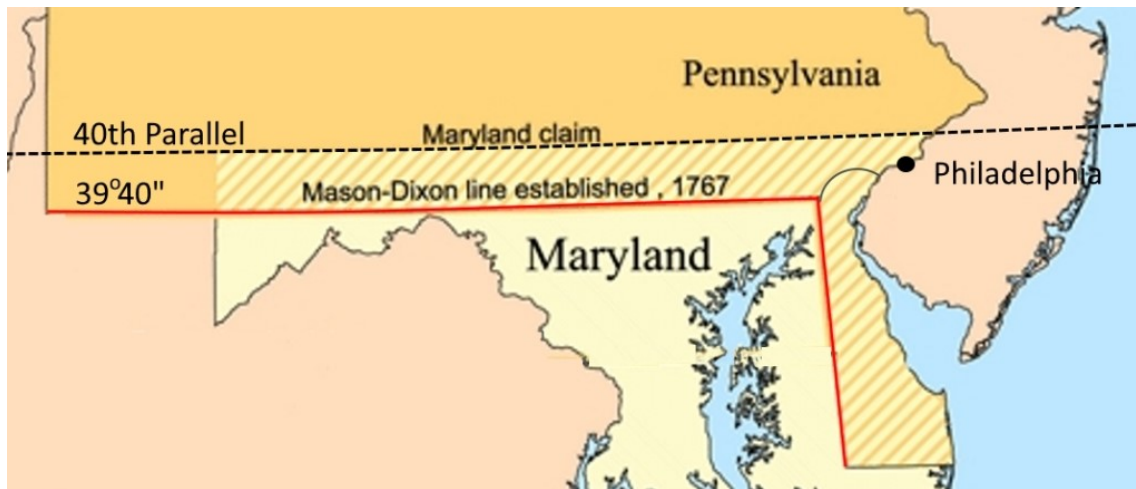 Pennsylvania
40th Parallel
Maryland claim
Philadelphia
39°40"
Mason-Dixon line established , 1767
Maryland